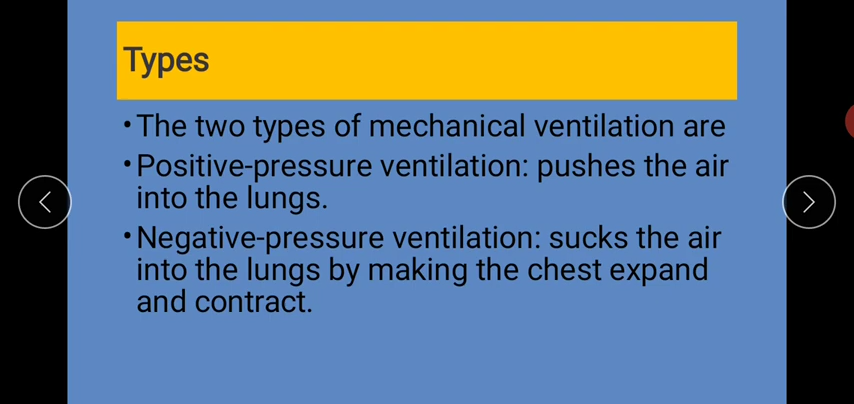 Types
•The two types of mechanical ventilation are
•Positive-pressure ventilation: pushes the air
into the lungs.
•Negative-pressure ventilation: sucks the air
into the lungs by making the chest expand
and contract.